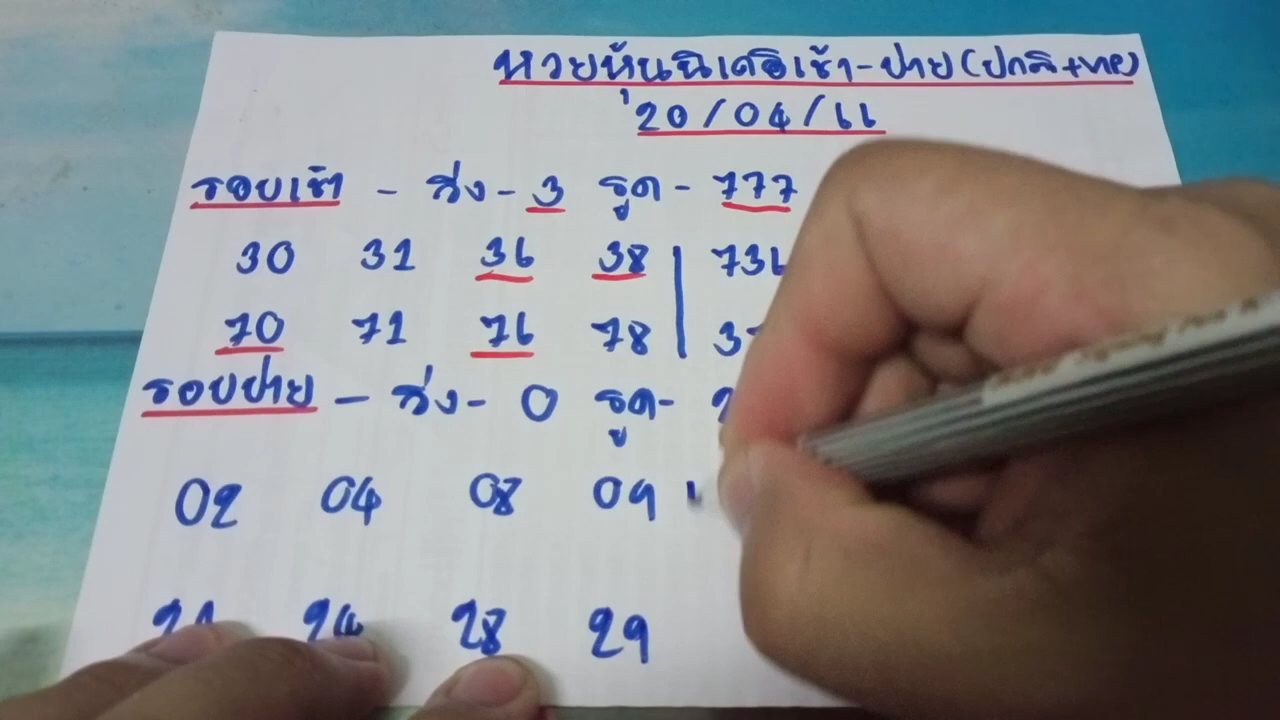 หวยหุ้นนิเคอิเช้า-บ่าย(ปกติ+vip)
20/04/66
รอบเช้า - วิ่ง - 3 รูด - 777
30 31 36 38 736
70 71 76 78
รอบบ่าย - วิ่ง - 0 รูด -
02 04 08 09
24 28 29